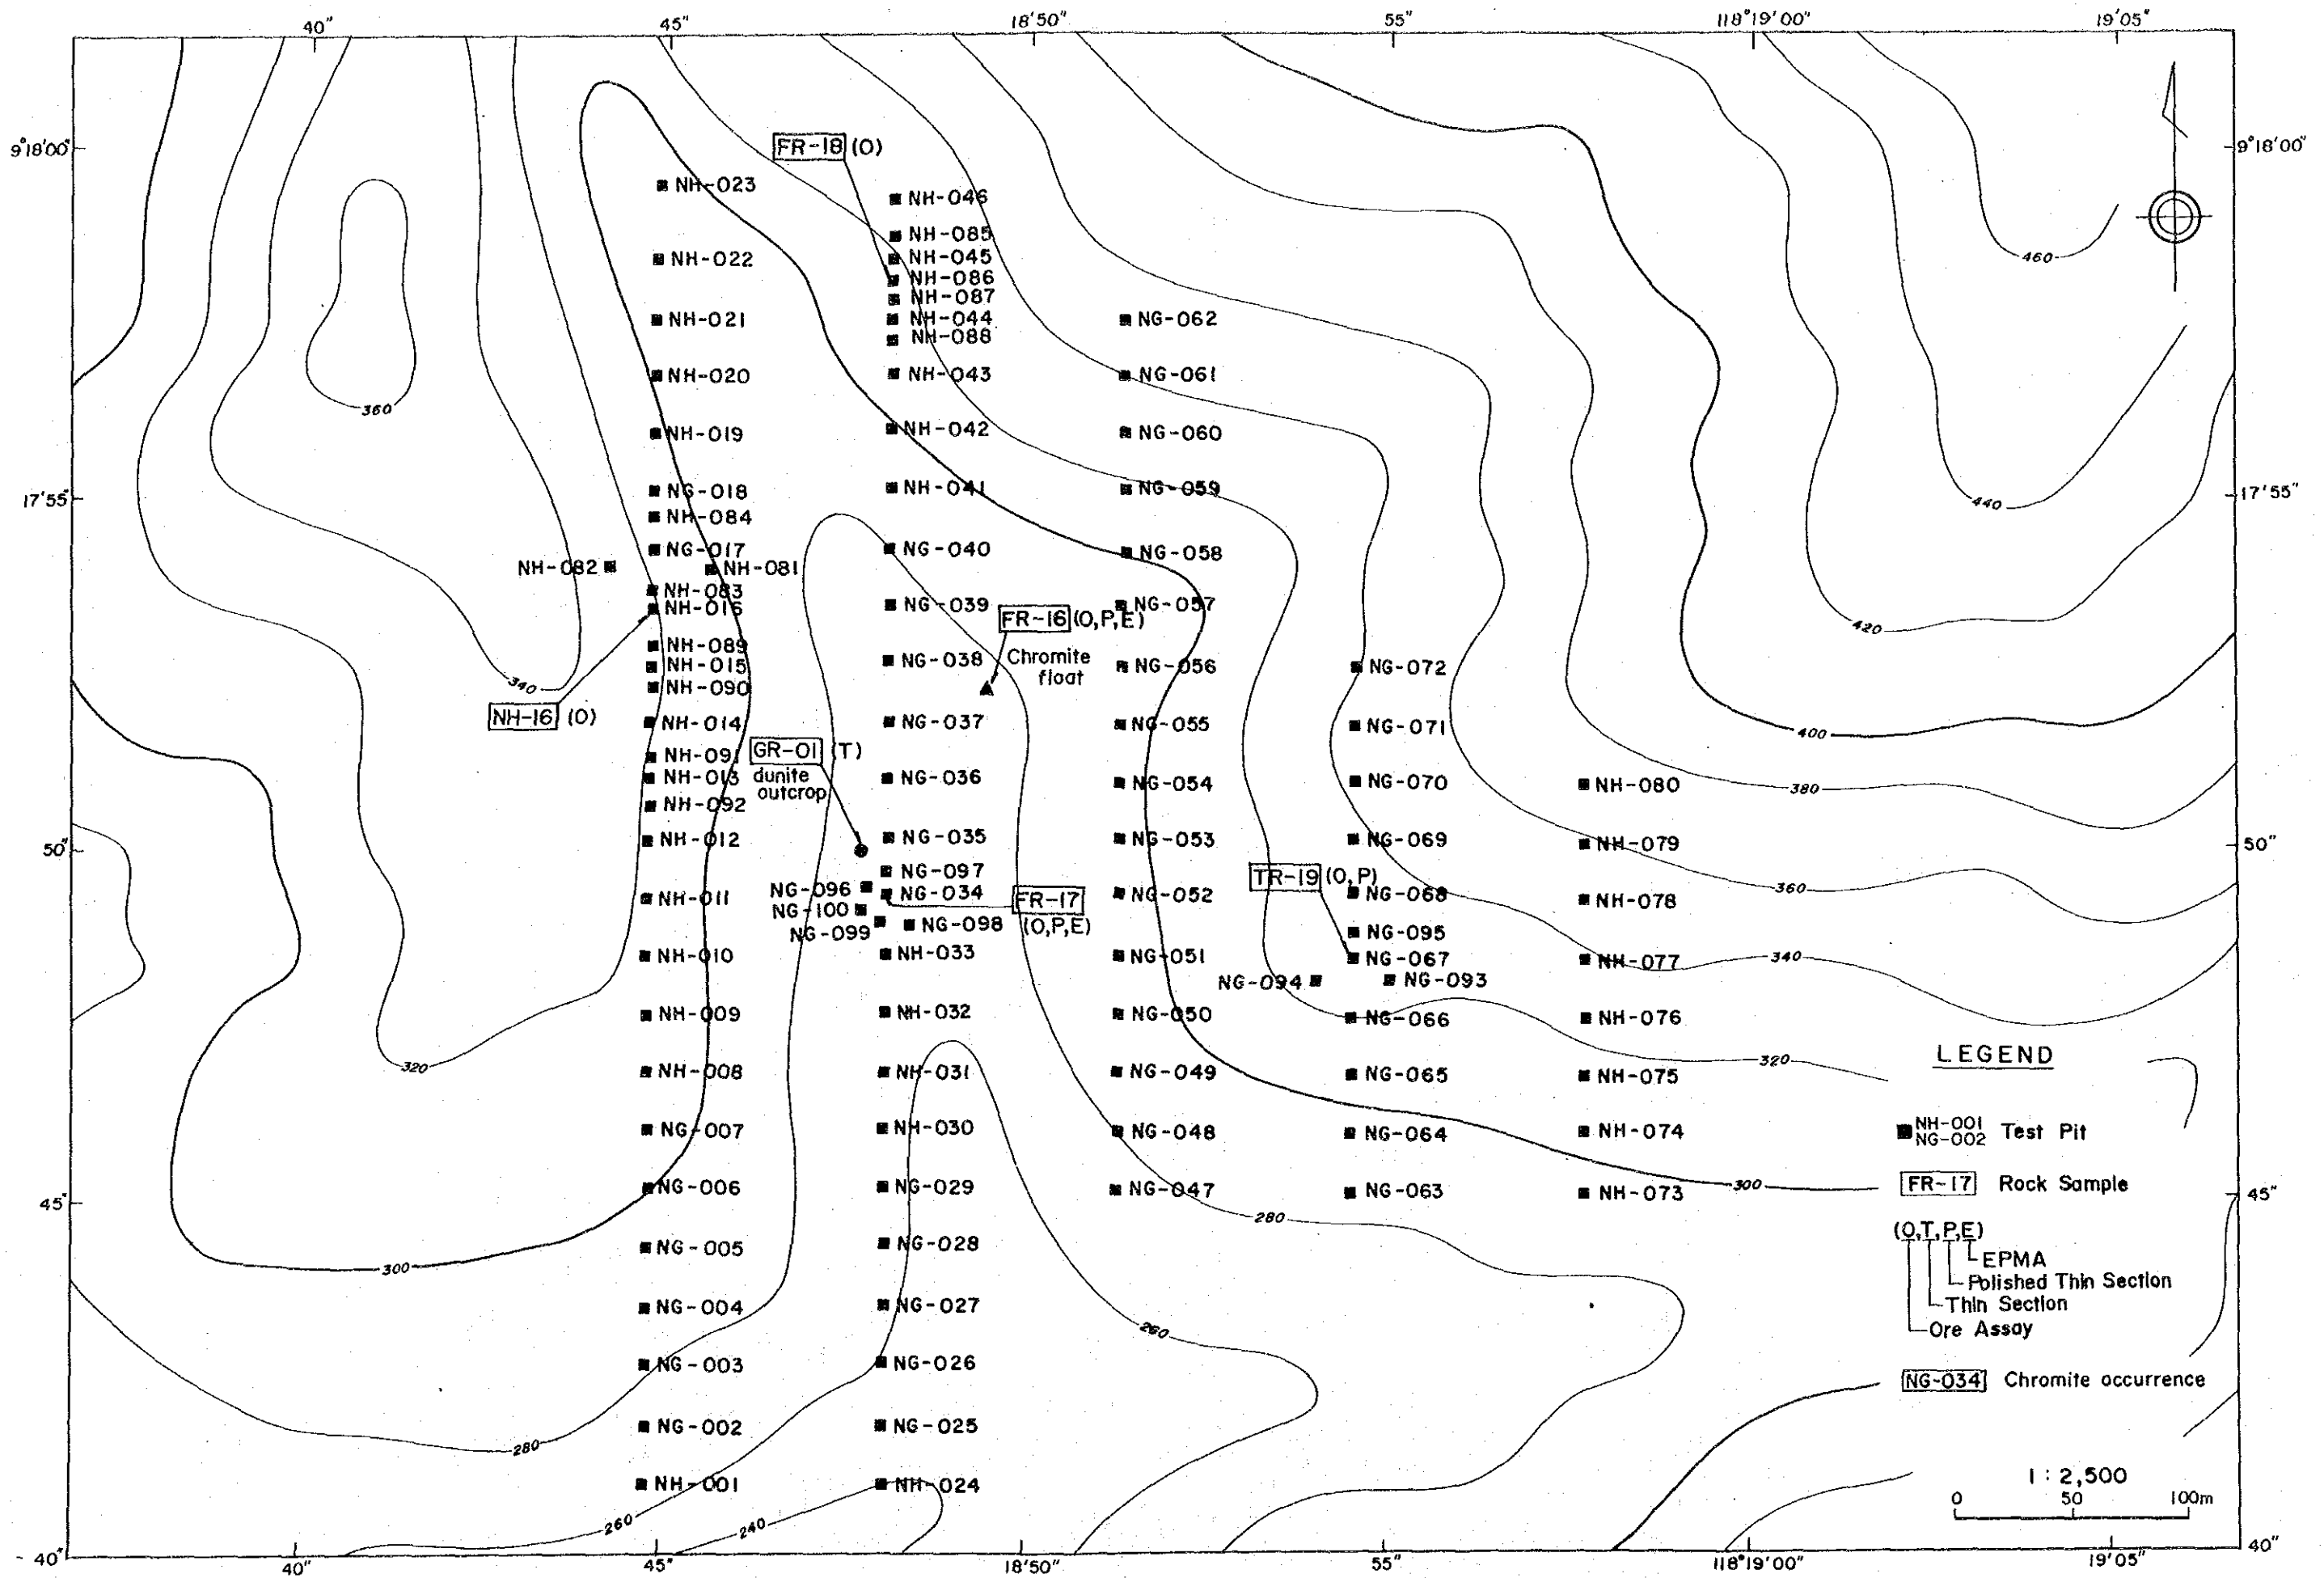 40" 45" 18'50" 55" 118°19'00" 19'05"
9°18'00" 9°18'00"
FR-18 (O)
NH-023
NH-046
NH-085
NH-022
NH-045
460
NH-086
NH-087
NH-021
NH-044
NG-062
NH-088
NH-020
NH-043
NG-061
360
NH-019
NH-042
NG-060
NG-018
NH-041
NG-059
17'55" 17'55"
440
NH-084
NG-017
NG-040
NG-058
NH-082
NH-081
NH-083
NH-016
NG-039
NG-057
FR-16 (O,P,E)
420
NH-089
NH-015
NG-038
Chromite
float
NG-056
NG-072
340
NH-090
NH-16 (O)
NH-014
NG-037
NG-055
NG-071
400
GR-01 (T)
dunite
outcrop
NH-091
NH-013
NG-036
NG-054
NG-070
NH-080
380
NH-092
NH-012
NG-035
NG-053
NG-069
NH-079
50" 50"
NG-097
TR-19 (O,P)
NG-096
NG-034
NG-052
NG-068
360
NH-011
FR-17
(O,P,E)
NH-078
NG-100
NG-099
NG-098
NG-095
NH-010
NH-033
NG-051
NG-067
NH-077
340
NG-094
NG-093
NH-009
NH-032
NG-050
NG-066
NH-076
LEGEND
320
320
NH-008
NH-031
NG-049
NG-065
NH-075
NG-007
NH-030
NG-048
NG-064
NH-074
NH-001
NG-002 Test Pit
NG-006
NG-029
NG-047
NG-063
NH-073
300
FR-17 Rock Sample
45" 45"
280
(O,T,P,E)
NG-005
NG-028
EPMA
300
Polished Thin Section
NG-004
NG-027
Thin Section
260
Ore Assay
NG-003
NG-026
NG-034 Chromite occurrence
NG-002
NG-025
280
NH-001
NH-024
1 : 2,500
0 50 100m
260
240
40" 40"
40" 45" 18'50" 55" 118°19'00" 19'05"